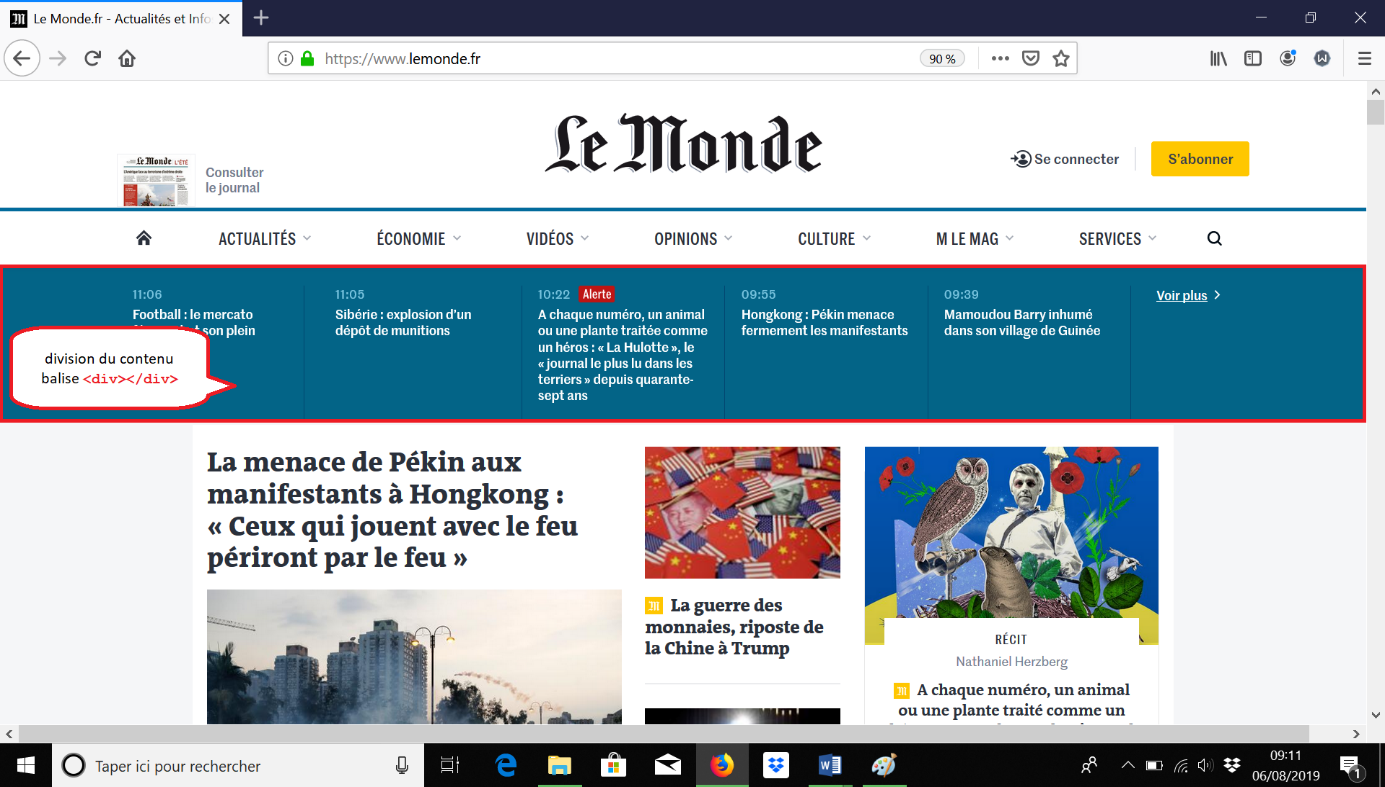 Le Monde.fr - Actualités et Info
https://www.lemonde.fr
90 %
Le Monde
Consulter
le journal
Le Monde
Se connecter
S'abonner
ACTUALITÉS
ÉCONOMIE
VIDÉOS
OPINIONS
CULTURE
M LE MAG
SERVICES
11:06
Football : le mercato
son plein
11:05
Sibérie : explosion d'un
dépôt de munitions
10:22 Alerte
A chaque numéro, un animal
ou une plante traitée comme
un héros : « La Hulotte », le
« journal le plus lu dans les
terriers » depuis quarante-
sept ans
09:55
Hongkong : Pékin menace
fermement les manifestants
09:39
Mamoudou Barry inhumé
dans son village de Guinée
Voir plus
division du contenu
balise <div></div>
La menace de Pékin aux
manifestants à Hongkong :
« Ceux qui jouent avec le feu
périront par le feu »
La guerre des
monnaies, riposte de
la Chine à Trump
RÉCIT
Nathaniel Herzberg
A chaque numéro, un animal
ou une plante traité comme un
Taper ici pour rechercher
09:11
06/08/2019
1